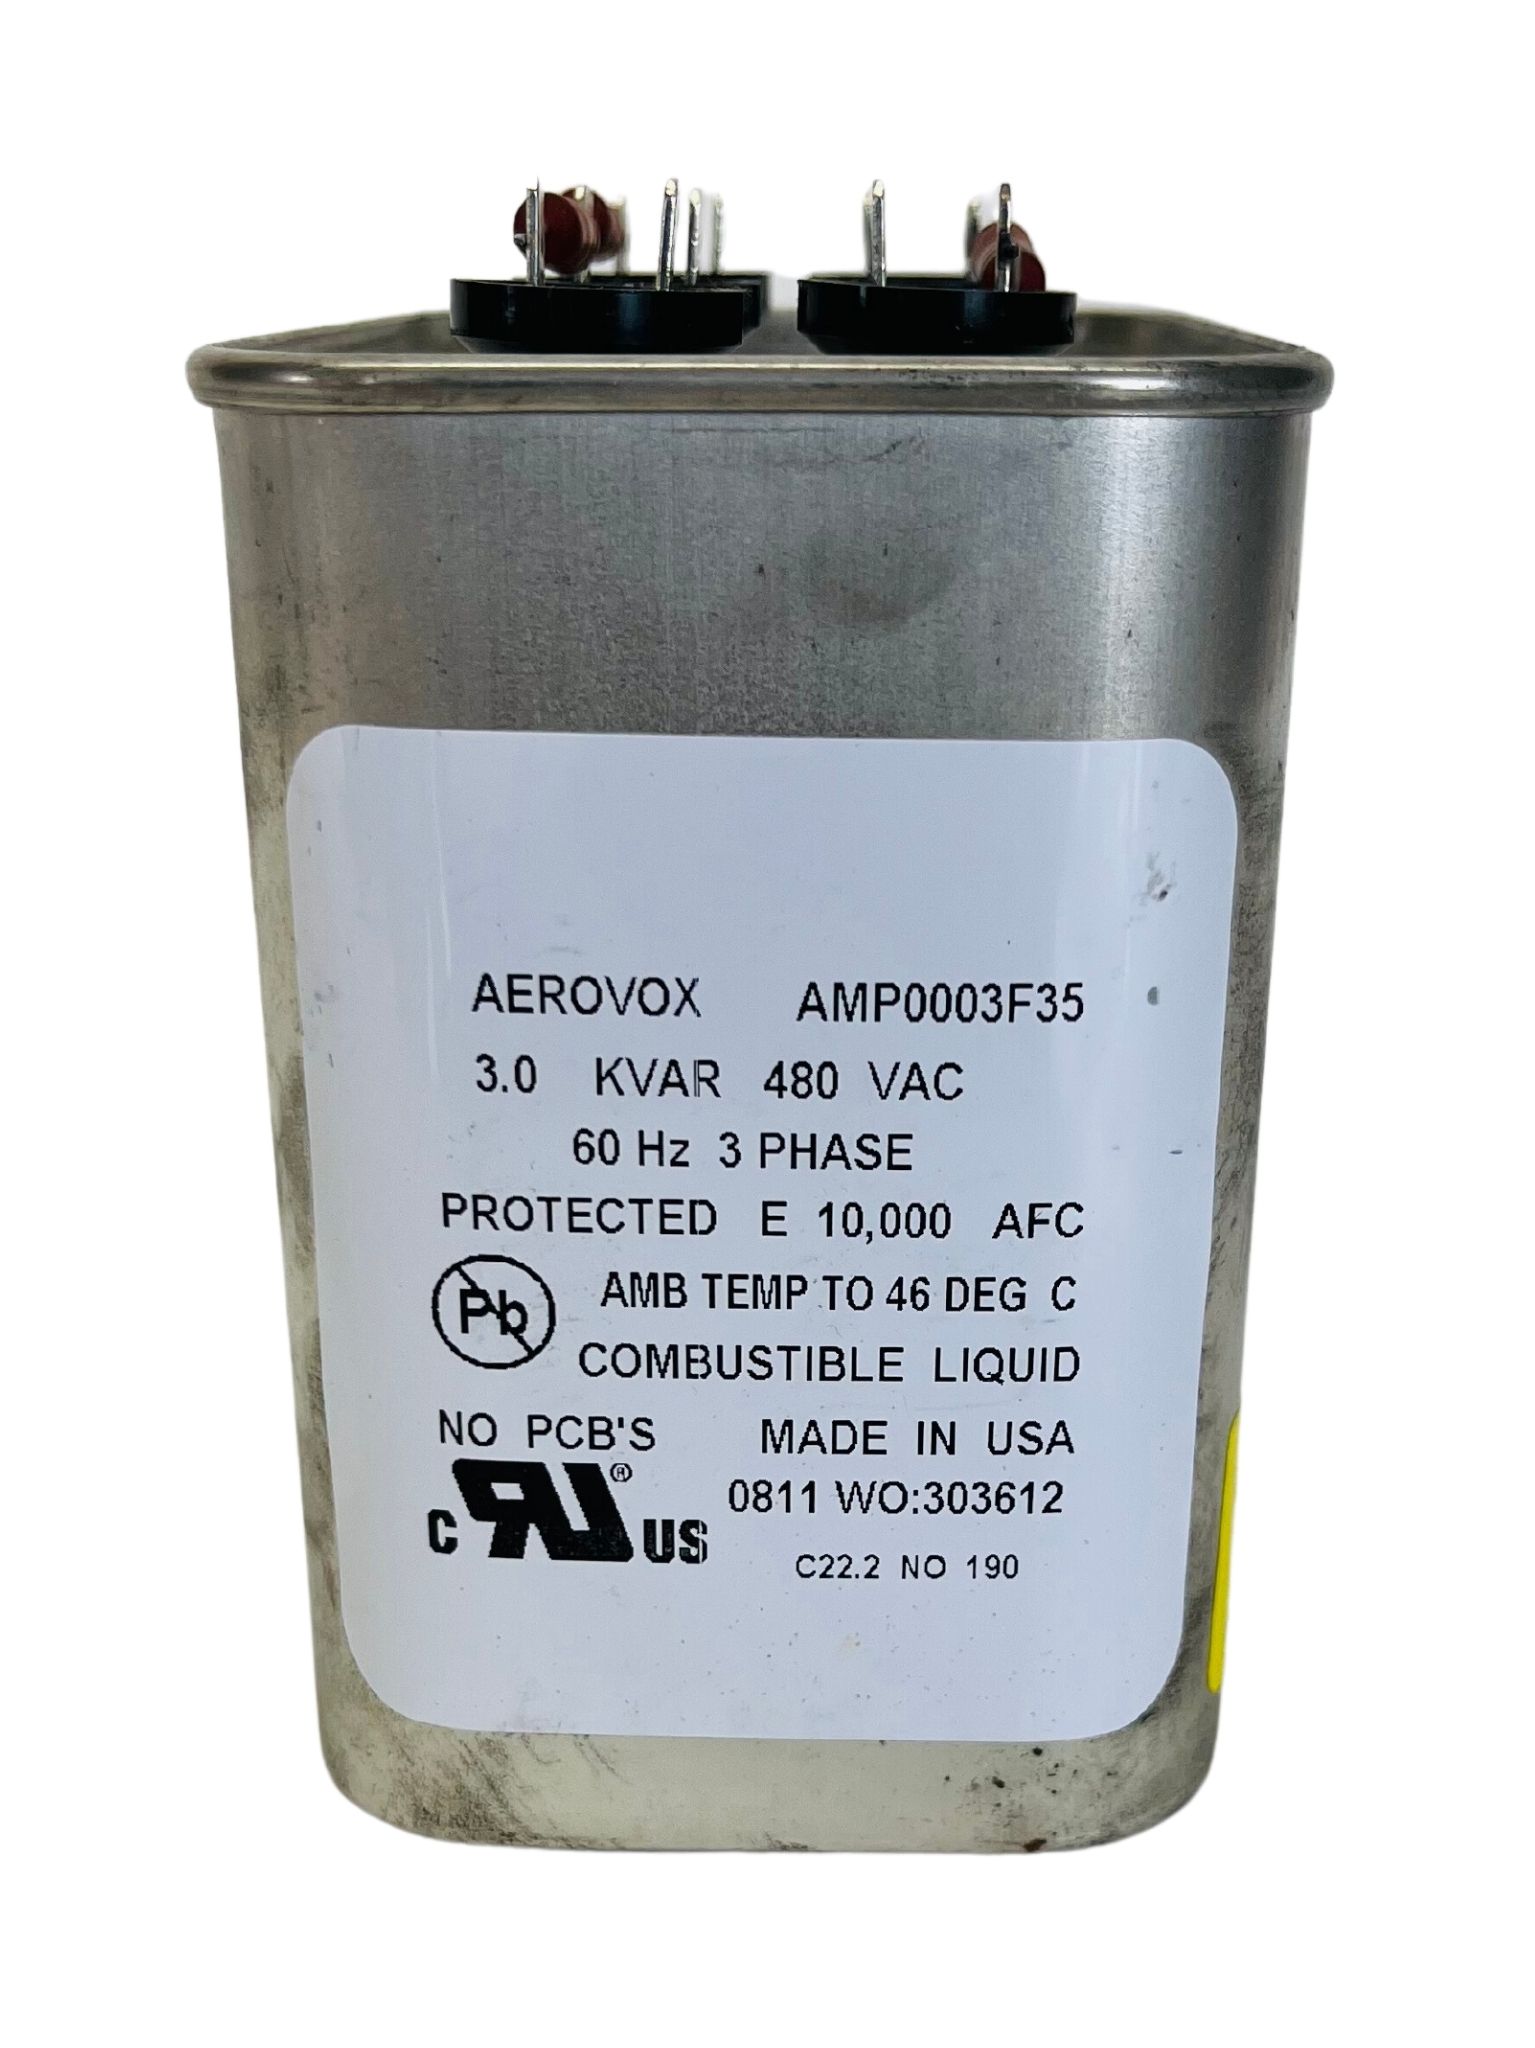 AEROVOX AMP0003F35
3.0 KVAR 480 VAC
60 Hz 3 PHASE
PROTECTED E 10,000 AFC
Pb AMB TEMP TO 46 DEG C
COMBUSTIBLE LIQUID
NO PCB'S MADE IN USA
C RU® US 0811 WO:303612
C22.2 NO 190